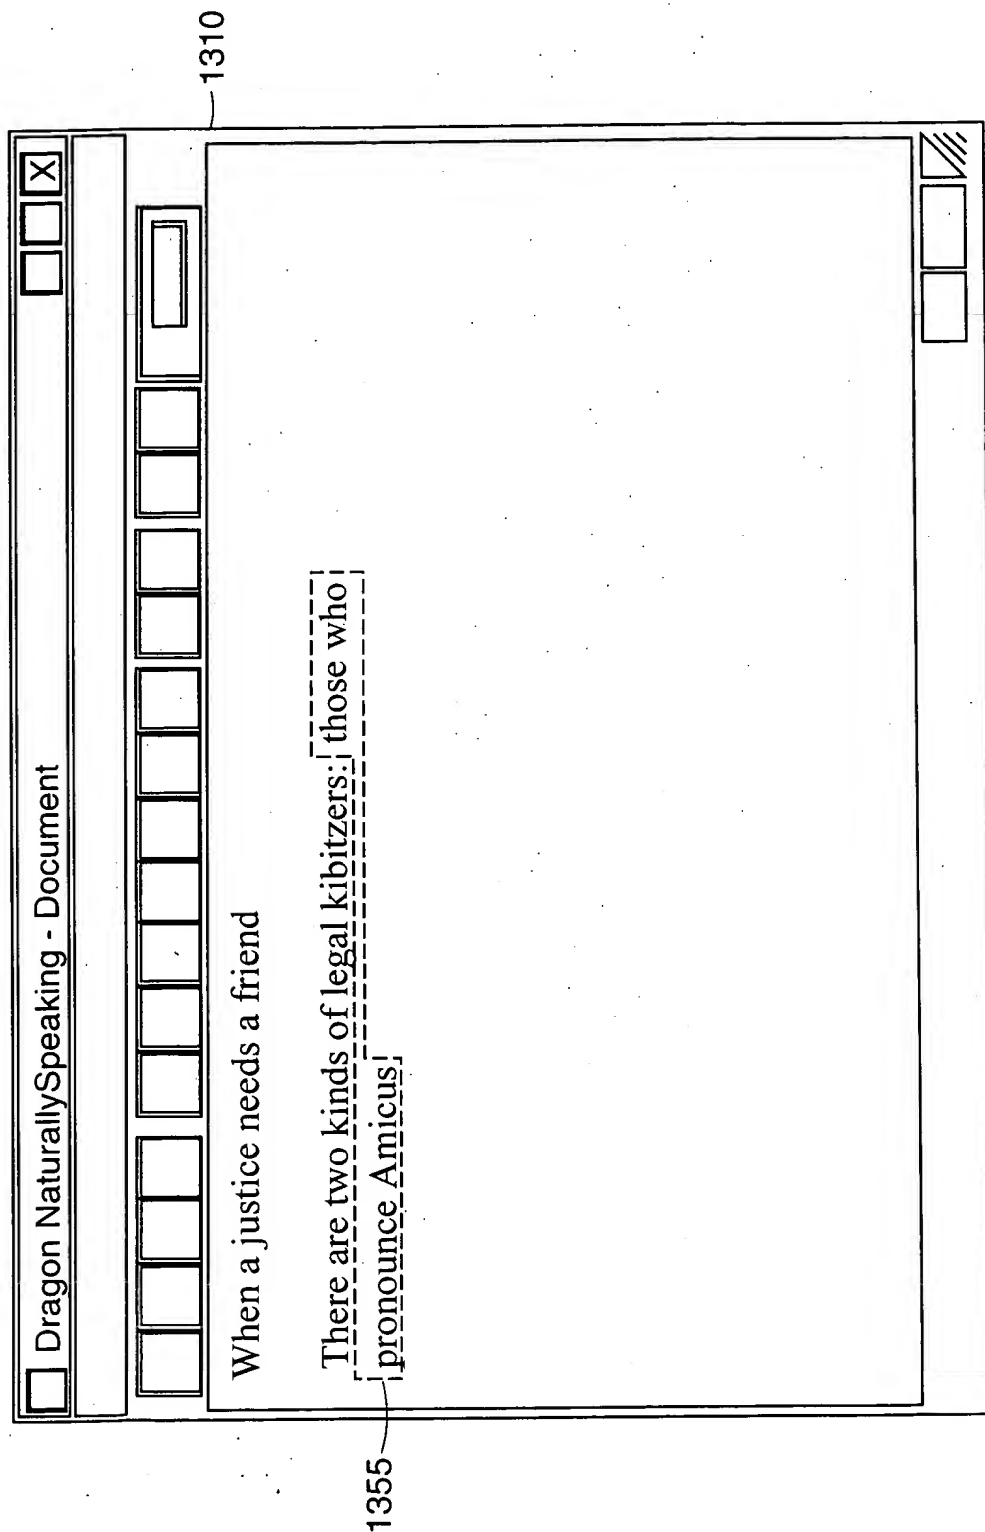 1310
Dragon NaturallySpeaking - Document
X
When a justice needs a friend
There are two kinds of legal kibitzers: those who
pronounce Amicus
1355